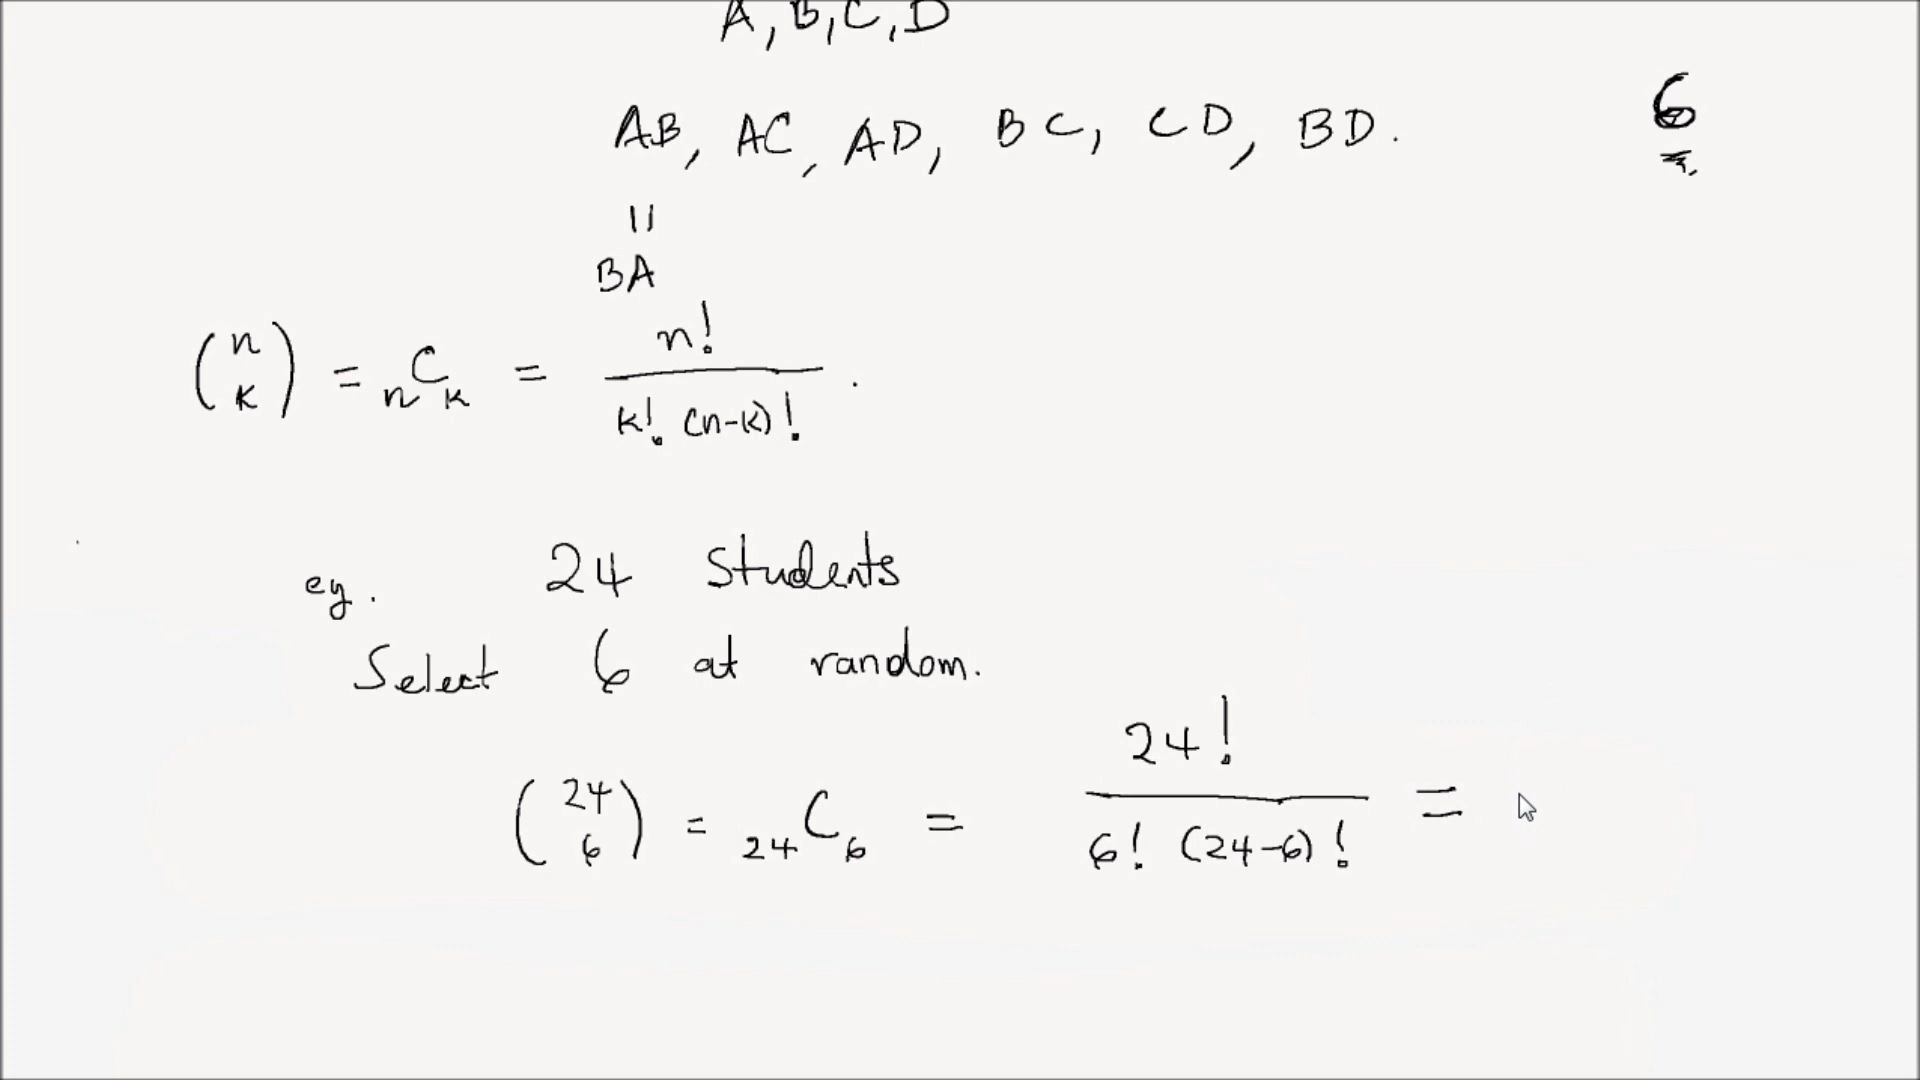 A, B, C, D
AB, AC, AD, BC, CD, BD. 6
||
BA
(n k) = nCk = n! / k! (n-k)! .
eg. 24 Students
Select 6 at random.
(24 6) = 24C6 = 24! / 6! (24-6)! =